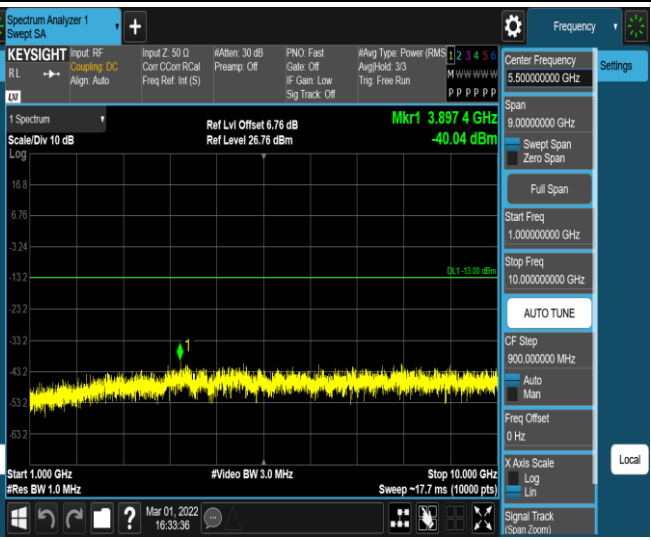 Spectrum Analyzer 1
Swept SA
+
Frequency
KEYSIGHT
Input: RF
Coupling: DC
Align: Auto
Input Z: 50 Ω
Corr CCorr RCal
Freq Ref: Int (S)
#Atten: 30 dB
Preamp: Off
PNO: Fast
Gate: Off
IF Gain: Low
Sig Track: Off
#Avg Type: Power (RMS
Avg|Hold: 3/3
Trig: Free Run
1 2 3 4 5 6
M W W W W W
P P P P P P
RL
LXI
1 Spectrum
Scale/Div 10 dB
Log
Ref Lvl Offset 6.76 dB
Ref Level 26.76 dBm
Mkr1 3.897 4 GHz
-40.04 dBm
16.8
6.76
-3.24
-13.2
DL1 -13.00 dBm
-23.2
-33.2
1
-43.2
-53.2
-63.2
Start 1.000 GHz
#Res BW 1.0 MHz
#Video BW 3.0 MHz
Stop 10.000 GHz
Sweep ~17.7 ms (10000 pts)
?
Mar 01, 2022
16:33:36
Center Frequency
5.500000000 GHz
Span
9.00000000 GHz
Swept Span
Zero Span
Full Span
Start Freq
1.000000000 GHz
Stop Freq
10.000000000 GHz
AUTO TUNE
CF Step
900.000000 MHz
Auto
Man
Freq Offset
0 Hz
X Axis Scale
Log
Lin
Signal Track
(Span Zoom)
Settings
Local